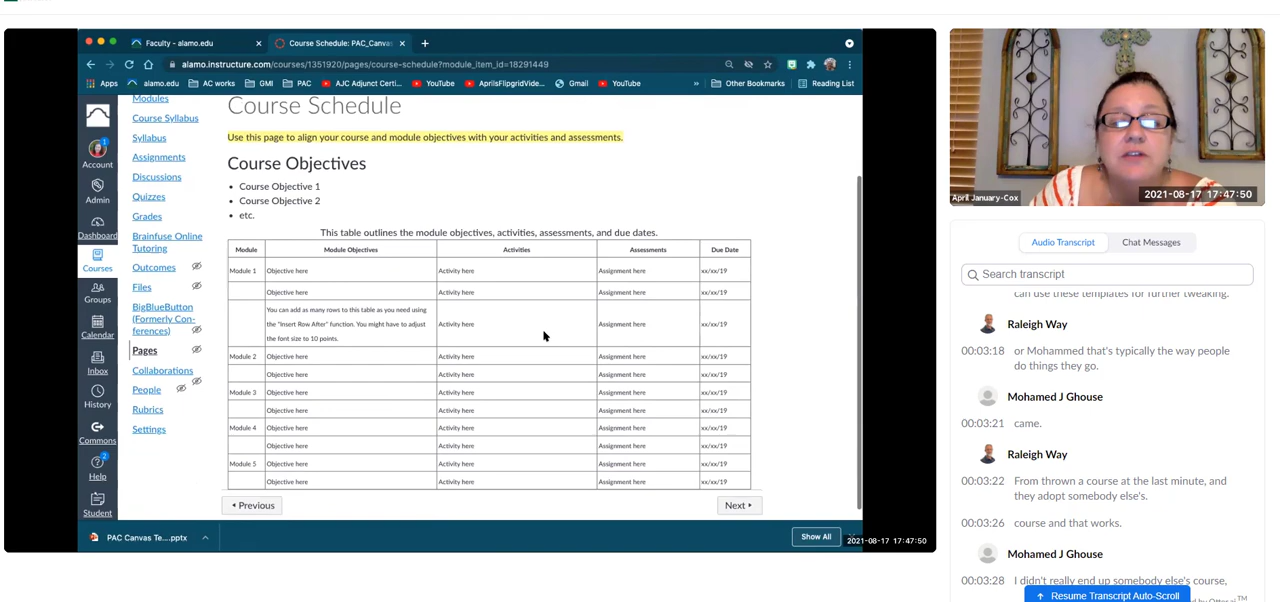 Faculty - alamo.edu
Course Schedule: PAC_Canvas
alamo.instructure.com/courses/1351920/pages/course-schedule?module_item_id=18291449
Apps
alamo.edu
AC works
GMI
PAC
AJC Adjunct Certi...
YouTube
AprilsFlipgridVide...
Gmail
YouTube
»
Other Bookmarks
Reading List
Account
Admin
Dashboard
Courses
Groups
Calendar
Inbox
History
Commons
Help
Student
1
2
Modules
Course Syllabus
Syllabus
Assignments
Discussions
Quizzes
Grades
Brainfuse Online
Tutoring
Outcomes
Files
BigBlueButton
(Formerly Con-
ferences)
Pages
Collaborations
People
Rubrics
Settings
Course Schedule
Use this page to align your course and module objectives with your activities and assessments.
Course Objectives
• Course Objective 1
• Course Objective 2
• etc.
This table outlines the module objectives, activities, assessments, and due dates.
Module Module Objectives Activities Assessments Due Date
Module 1 Objective here Activity here Assignment here xx/xx/19
Objective here Activity here Assignment here xx/xx/19
You can add as many rows to this table as you need using
the "Insert Row After" function. You might have to adjust
the font size to 10 points.
Activity here Assignment here xx/xx/19
Module 2 Objective here Activity here Assignment here xx/xx/19
Objective here Activity here Assignment here xx/xx/19
Module 3 Objective here Activity here Assignment here xx/xx/19
Objective here Activity here Assignment here xx/xx/19
Module 4 Objective here Activity here Assignment here xx/xx/19
Objective here Activity here Assignment here xx/xx/19
Module 5 Objective here Activity here Assignment here xx/xx/19
Objective here Activity here Assignment here xx/xx/19
Previous
Next
PAC Canvas Te....pptx
Show All
2021-08-17 17:47:50
April January-Cox
2021-08-17 17:47:50
Audio Transcript
Chat Messages
Search transcript
can use these templates for further tweaking.
Raleigh Way
00:03:18 or Mohammed that's typically the way people
do things they go.
Mohamed J Ghouse
00:03:21 came.
Raleigh Way
00:03:22 From thrown a course at the last minute, and
they adopt somebody else's.
00:03:26 course and that works.
Mohamed J Ghouse
00:03:28 I didn't really end up somebody else's course,
Resume Transcript Auto-Scroll
by Otter.ai TM